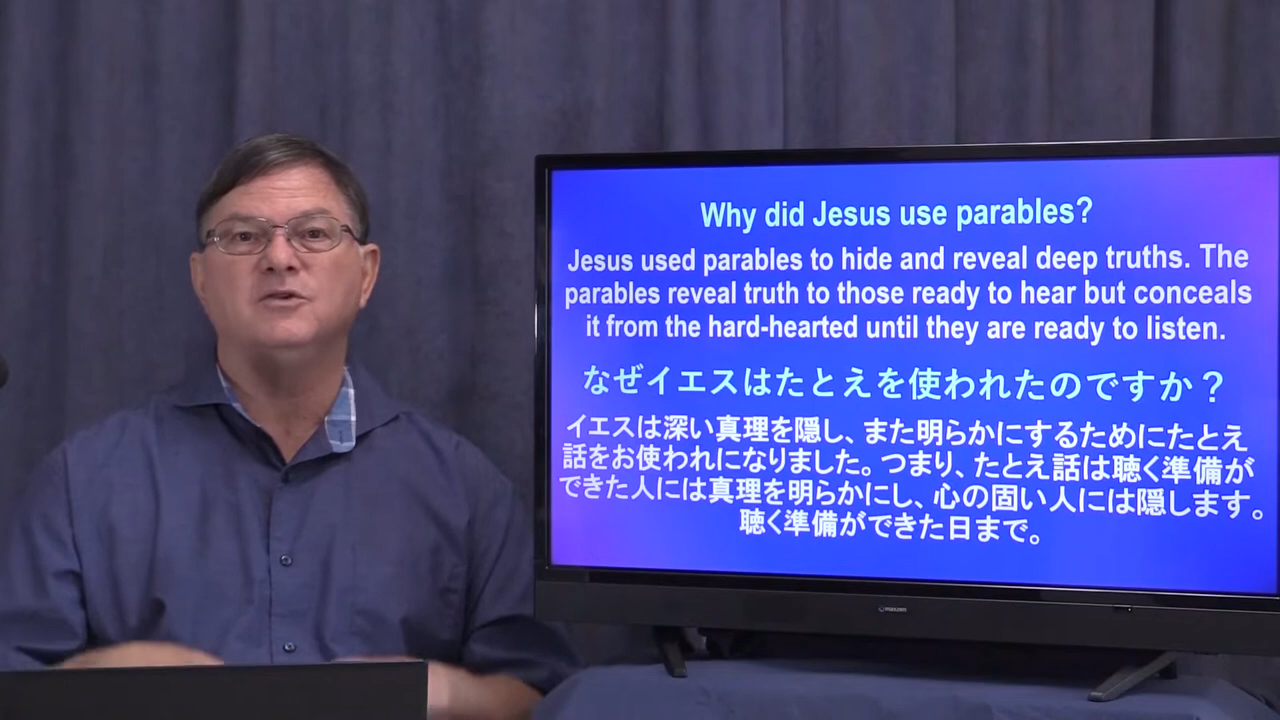 Why did Jesus use parables?
Jesus used parables to hide and reveal deep truths. The
parables reveal truth to those ready to hear but conceals
it from the hard-hearted until they are ready to listen.
なぜイエスはたとえを使われたのですか？
イエスは深い真理を隠し、また明らかにするためにたとえ
話をお使われになりました。つまり、たとえ話は聴く準備が
できた人には真理を明らかにし、心の固い人には隠します。
聴く準備ができた日まで。
maxzen